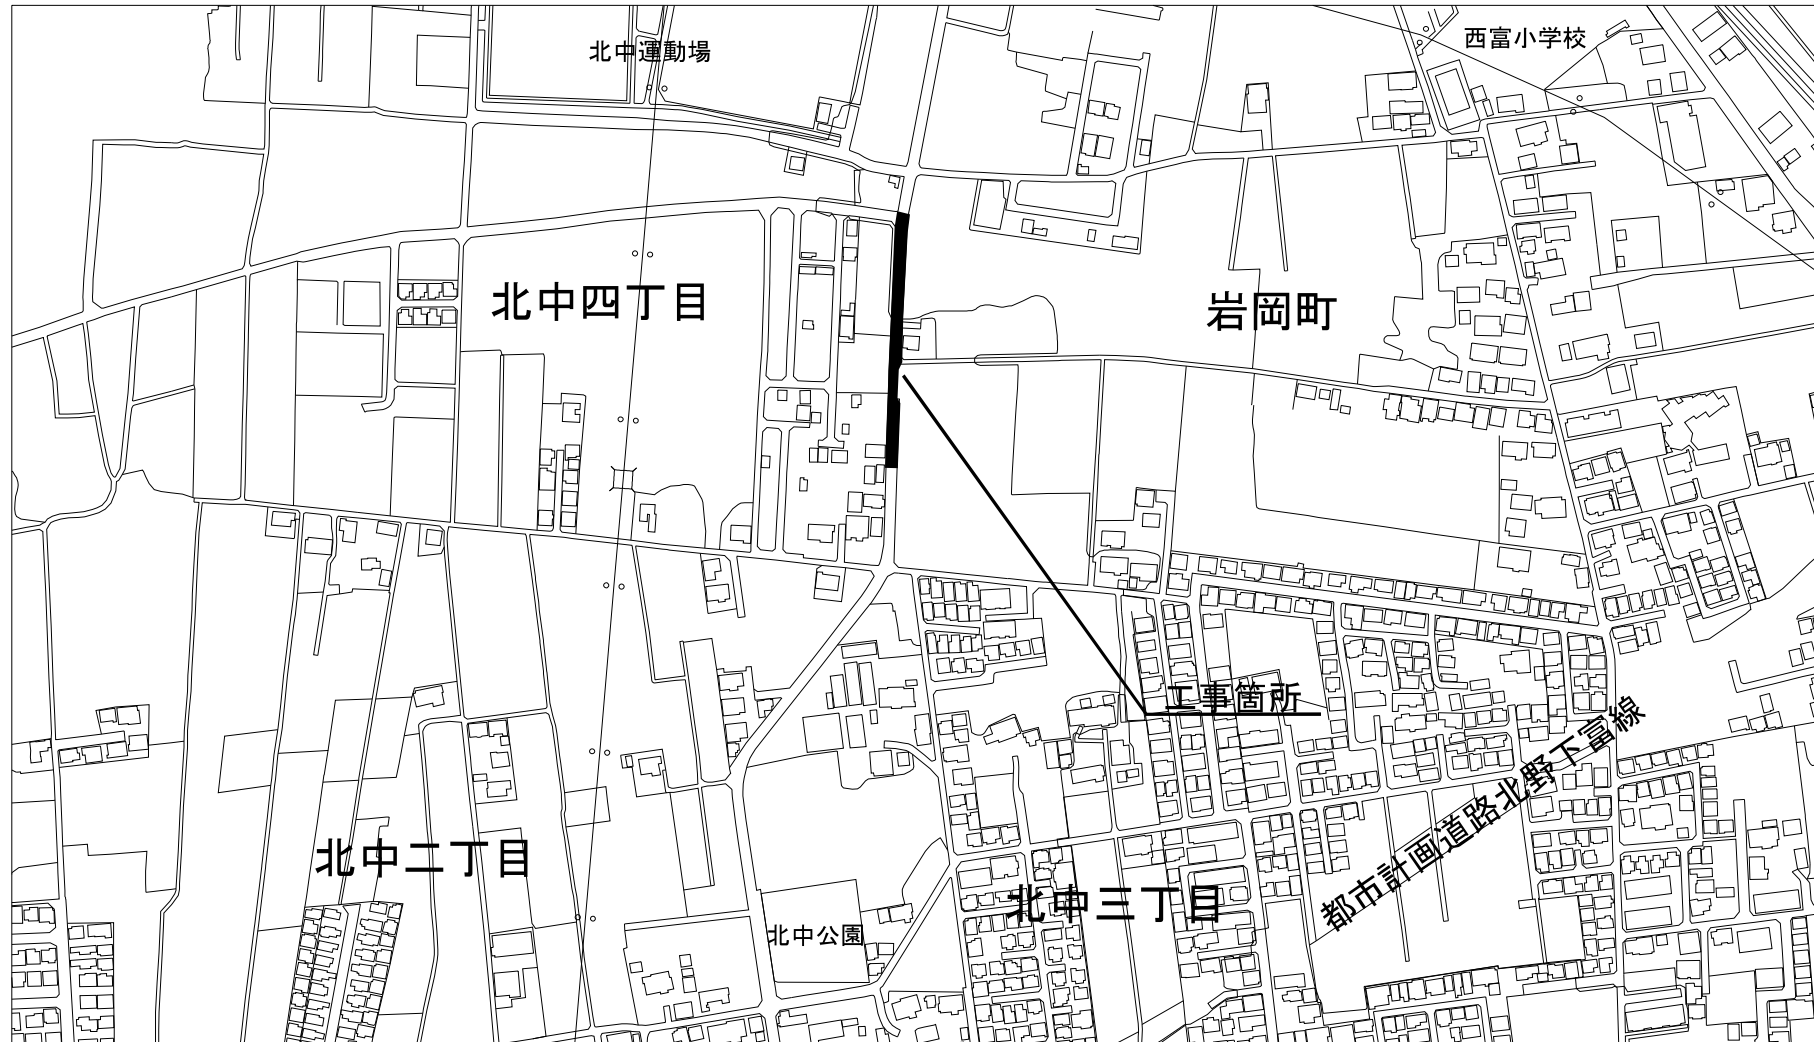 北中運動場
西富小学校
北中四丁目
岩岡町
工事箇所
都市計画道路北野下富線
北中二丁目
北中三丁目
北中公園